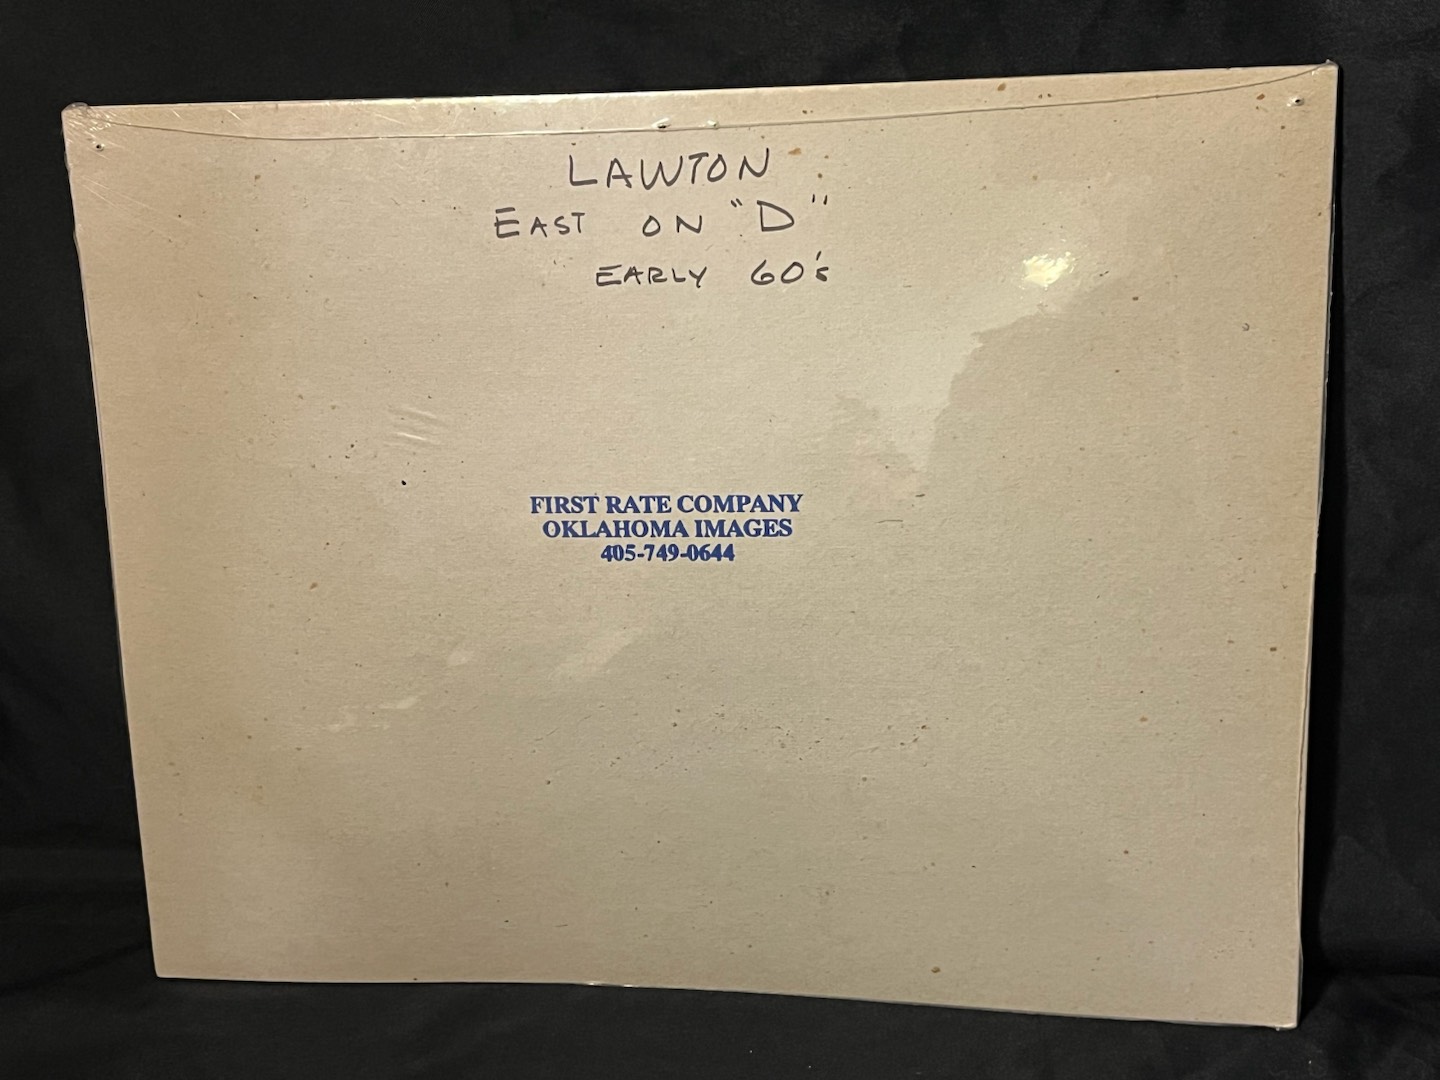 LAWTON
EAST ON "D"
EARLY 60's
FIRST RATE COMPANY
OKLAHOMA IMAGES
405-749-0644